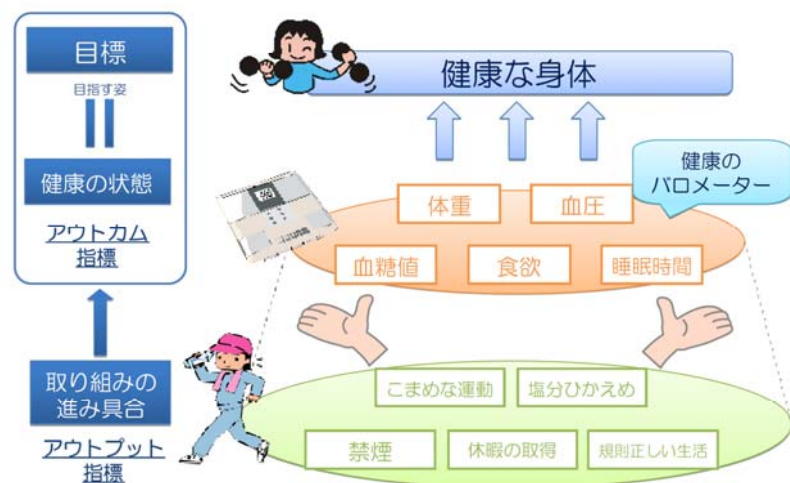 目標
目指す姿
健康の状態
アウトカム
指標
取り組みの
進み具合
アウトプット
指標
健康な身体
健康の
バロメーター
体重
血圧
血糖値
食欲
睡眠時間
こまめな運動
塩分ひかえめ
禁煙
休暇の取得
規則正しい生活